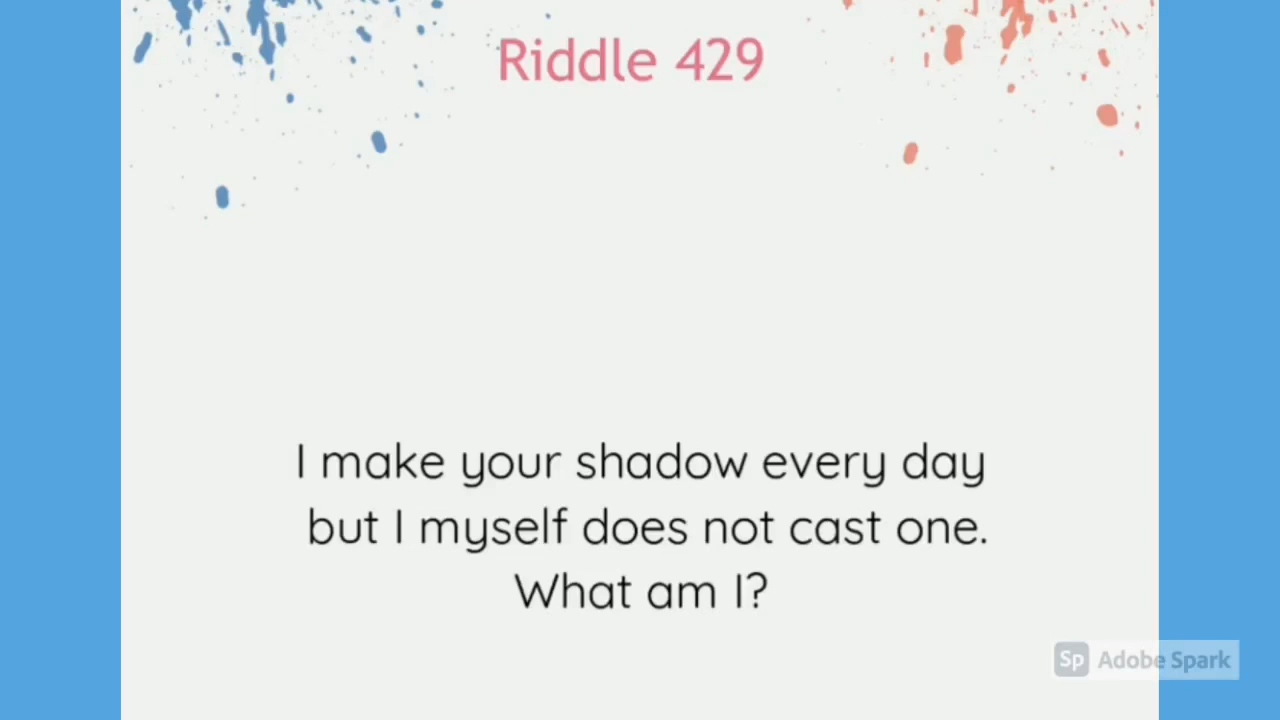 Riddle 429
I make your shadow every day
but I myself does not cast one.
What am I?
Sp Adobe Spark